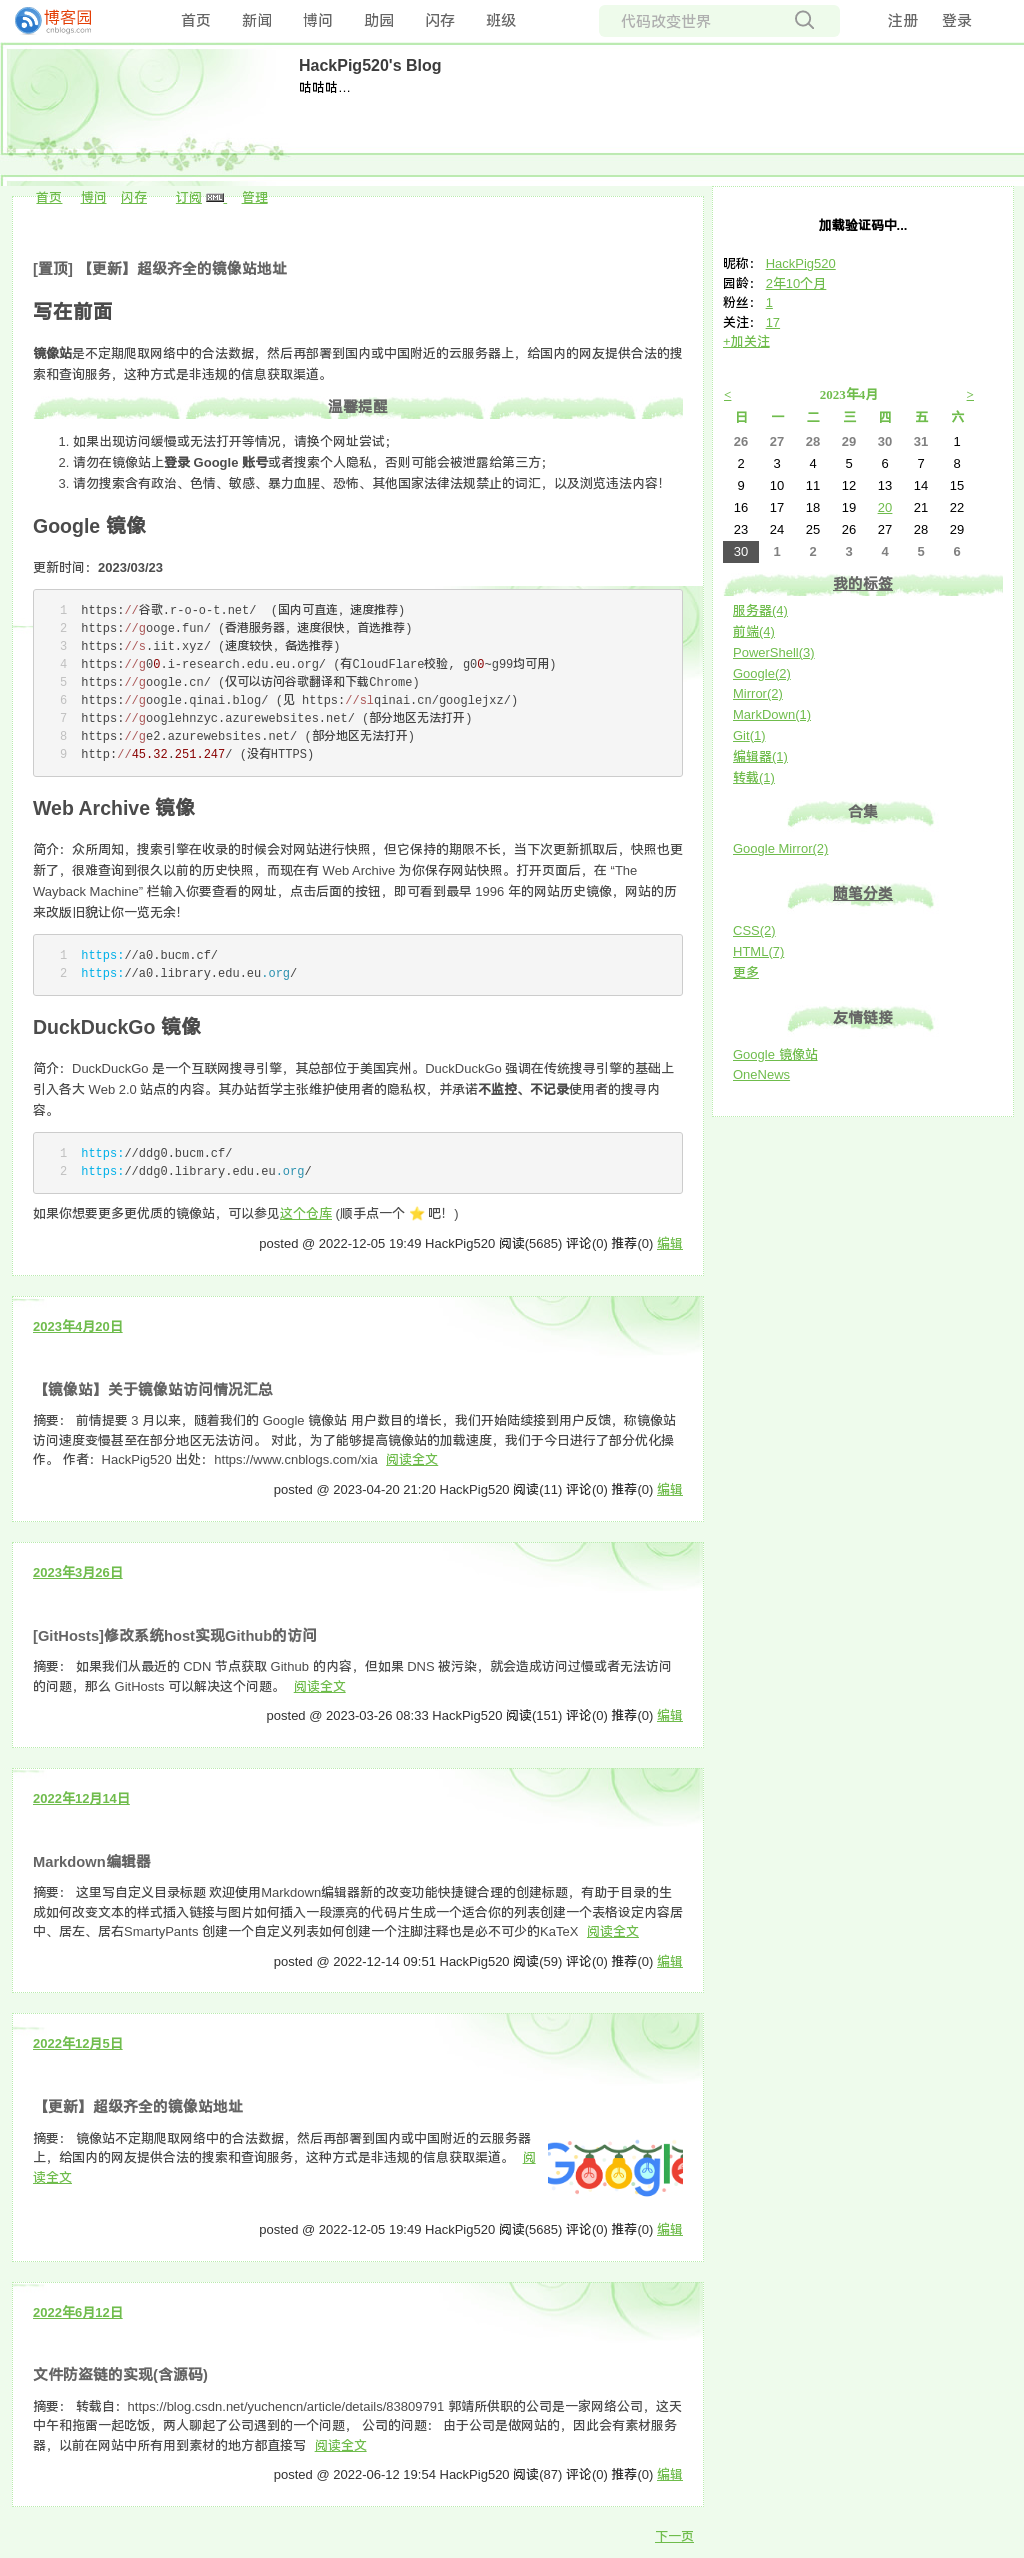 博客园
cnblogs.com
首页 新闻 博问 助园 闪存 班级
代码改变世界
注册 登录
HackPig520's Blog
咕咕咕…
首页 博问 闪存 订阅 XML 管理
[置顶] 【更新】超级齐全的镜像站地址
写在前面
镜像站是不定期爬取网络中的合法数据，然后再部署到国内或中国附近的云服务器上，给国内的网友提供合法的搜
索和查询服务，这种方式是非违规的信息获取渠道。
温馨提醒
1. 如果出现访问缓慢或无法打开等情况，请换个网址尝试；
2. 请勿在镜像站上登录 Google 账号或者搜索个人隐私，否则可能会被泄露给第三方；
3. 请勿搜索含有政治、色情、敏感、暴力血腥、恐怖、其他国家法律法规禁止的词汇，以及浏览违法内容！
Google 镜像
更新时间：2023/03/23
1 https://谷歌.r-o-o-t.net/ (国内可直连，速度推荐)
2 https://googe.fun/ (香港服务器，速度很快，首选推荐)
3 https://s.iit.xyz/ (速度较快，备选推荐)
4 https://g00.i-research.edu.eu.org/ (有CloudFlare校验, g00~g99均可用)
5 https://google.cn/ (仅可以访问谷歌翻译和下载Chrome)
6 https://google.qinai.blog/ (见 https://slqinai.cn/googlejxz/)
7 https://googlehnzyc.azurewebsites.net/ (部分地区无法打开)
8 https://ge2.azurewebsites.net/ (部分地区无法打开)
9 http://45.32.251.247/ (没有HTTPS)
Web Archive 镜像
简介：众所周知，搜索引擎在收录的时候会对网站进行快照，但它保持的期限不长，当下次更新抓取后，快照也更
新了，很难查询到很久以前的历史快照，而现在有 Web Archive 为你保存网站快照。打开页面后，在 “The
Wayback Machine” 栏输入你要查看的网址，点击后面的按钮，即可看到最早 1996 年的网站历史镜像，网站的历
来改版旧貌让你一览无余！
1 https://a0.bucm.cf/
2 https://a0.library.edu.eu.org/
DuckDuckGo 镜像
简介：DuckDuckGo 是一个互联网搜寻引擎，其总部位于美国宾州。DuckDuckGo 强调在传统搜寻引擎的基础上
引入各大 Web 2.0 站点的内容。其办站哲学主张维护使用者的隐私权，并承诺不监控、不记录使用者的搜寻内
容。
1 https://ddg0.bucm.cf/
2 https://ddg0.library.edu.eu.org/
如果你想要更多更优质的镜像站，可以参见这个仓库 (顺手点一个 ⭐ 吧！)
posted @ 2022-12-05 19:49 HackPig520 阅读(5685) 评论(0) 推荐(0) 编辑
2023年4月20日
【镜像站】关于镜像站访问情况汇总
摘要： 前情提要 3 月以来，随着我们的 Google 镜像站 用户数目的增长，我们开始陆续接到用户反馈，称镜像站
访问速度变慢甚至在部分地区无法访问。 对此，为了能够提高镜像站的加载速度，我们于今日进行了部分优化操
作。 作者：HackPig520 出处：https://www.cnblogs.com/xia 阅读全文
posted @ 2023-04-20 21:20 HackPig520 阅读(11) 评论(0) 推荐(0) 编辑
2023年3月26日
[GitHosts]修改系统host实现Github的访问
摘要： 如果我们从最近的 CDN 节点获取 Github 的内容，但如果 DNS 被污染，就会造成访问过慢或者无法访问
的问题，那么 GitHosts 可以解决这个问题。 阅读全文
posted @ 2023-03-26 08:33 HackPig520 阅读(151) 评论(0) 推荐(0) 编辑
2022年12月14日
Markdown编辑器
摘要： 这里写自定义目录标题 欢迎使用Markdown编辑器新的改变功能快捷键合理的创建标题，有助于目录的生
成如何改变文本的样式插入链接与图片如何插入一段漂亮的代码片生成一个适合你的列表创建一个表格设定内容居
中、居左、居右SmartyPants 创建一个自定义列表如何创建一个注脚注释也是必不可少的KaTeX 阅读全文
posted @ 2022-12-14 09:51 HackPig520 阅读(59) 评论(0) 推荐(0) 编辑
2022年12月5日
【更新】超级齐全的镜像站地址
摘要： 镜像站不定期爬取网络中的合法数据，然后再部署到国内或中国附近的云服务器
上，给国内的网友提供合法的搜索和查询服务，这种方式是非违规的信息获取渠道。 阅
读全文
Google
posted @ 2022-12-05 19:49 HackPig520 阅读(5685) 评论(0) 推荐(0) 编辑
2022年6月12日
文件防盗链的实现(含源码)
摘要： 转载自：https://blog.csdn.net/yuchencn/article/details/83809791 郭靖所供职的公司是一家网络公司，这天
中午和拖雷一起吃饭，两人聊起了公司遇到的一个问题， 公司的问题： 由于公司是做网站的，因此会有素材服务
器，以前在网站中所有用到素材的地方都直接写 阅读全文
posted @ 2022-06-12 19:54 HackPig520 阅读(87) 评论(0) 推荐(0) 编辑
下一页
加载验证码中...
昵称： HackPig520
园龄： 2年10个月
粉丝： 1
关注： 17
+加关注
< 2023年4月 >
日 一 二 三 四 五 六
26 27 28 29 30 31 1
2 3 4 5 6 7 8
9 10 11 12 13 14 15
16 17 18 19 20 21 22
23 24 25 26 27 28 29
30 1 2 3 4 5 6
我的标签
服务器(4)
前端(4)
PowerShell(3)
Google(2)
Mirror(2)
MarkDown(1)
Git(1)
编辑器(1)
转载(1)
合集
Google Mirror(2)
随笔分类
CSS(2)
HTML(7)
更多
友情链接
Google 镜像站
OneNews